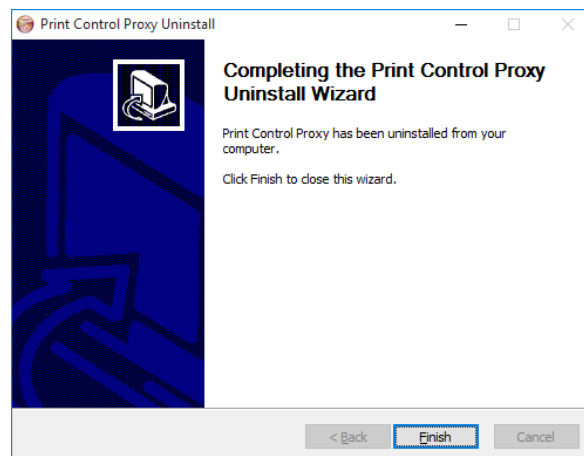 Print Control Proxy Uninstall
Completing the Print Control Proxy
Uninstall Wizard
Print Control Proxy has been uninstalled from your
computer.
Click Finish to close this wizard.
< Back
Finish
Cancel